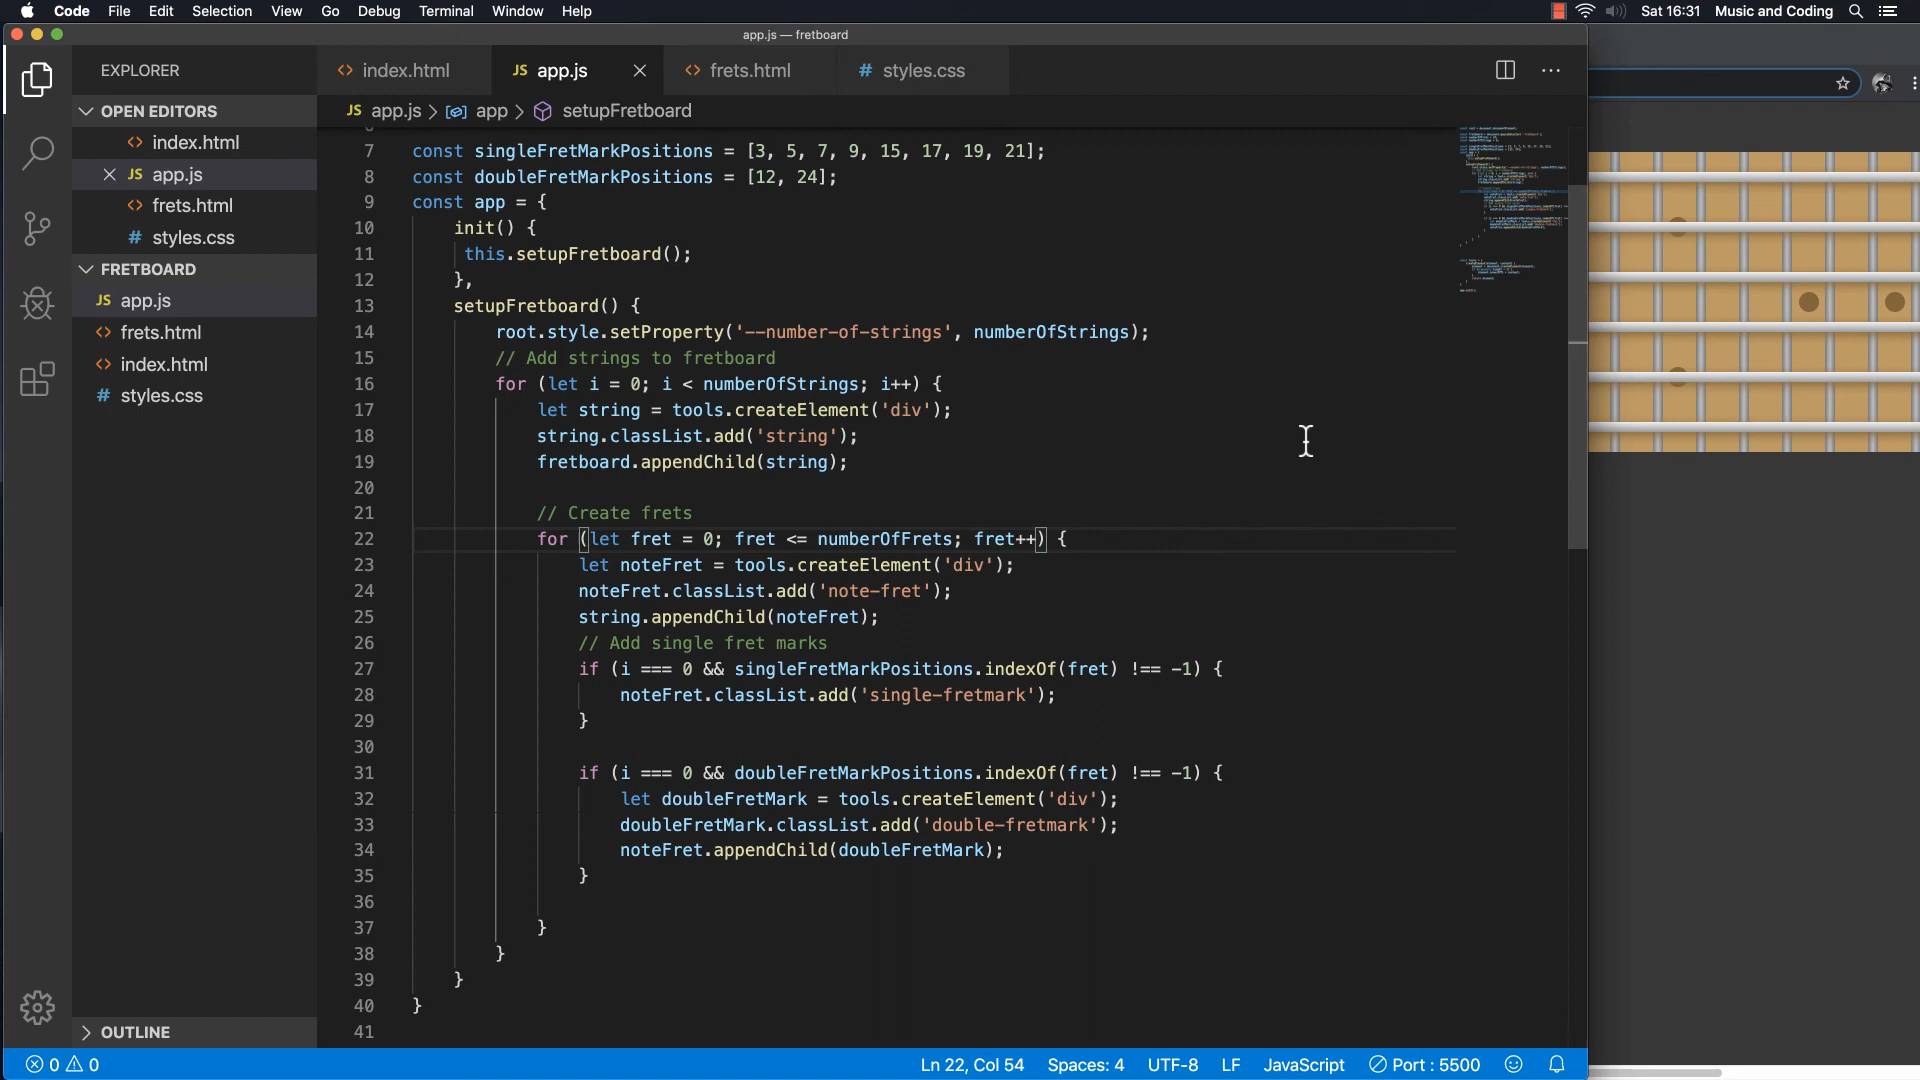 Code File Edit Selection View Go Debug Terminal Window Help
Sat 16:31 Music and Coding
app.js — fretboard
EXPLORER
OPEN EDITORS
index.html
JS app.js
frets.html
# styles.css
FRETBOARD
JS app.js
frets.html
index.html
# styles.css
OUTLINE
index.html
JS app.js
frets.html
# styles.css
JS app.js > app > setupFretboard
7 const singleFretMarkPositions = [3, 5, 7, 9, 15, 17, 19, 21];
8 const doubleFretMarkPositions = [12, 24];
9 const app = {
10 init() {
11 this.setupFretboard();
12 },
13 setupFretboard() {
14 root.style.setProperty('--number-of-strings', numberOfStrings);
15 // Add strings to fretboard
16 for (let i = 0; i < numberOfStrings; i++) {
17 let string = tools.createElement('div');
18 string.classList.add('string');
19 fretboard.appendChild(string);
20
21 // Create frets
22 for (let fret = 0; fret <= numberOfFrets; fret++) {
23 let noteFret = tools.createElement('div');
24 noteFret.classList.add('note-fret');
25 string.appendChild(noteFret);
26 // Add single fret marks
27 if (i === 0 && singleFretMarkPositions.indexOf(fret) !== -1) {
28 noteFret.classList.add('single-fretmark');
29 }
30
31 if (i === 0 && doubleFretMarkPositions.indexOf(fret) !== -1) {
32 let doubleFretMark = tools.createElement('div');
33 doubleFretMark.classList.add('double-fretmark');
34 noteFret.appendChild(doubleFretMark);
35 }
36
37 }
38 }
39 }
40 }
41
0 0
Ln 22, Col 54 Spaces: 4 UTF-8 LF JavaScript Port : 5500